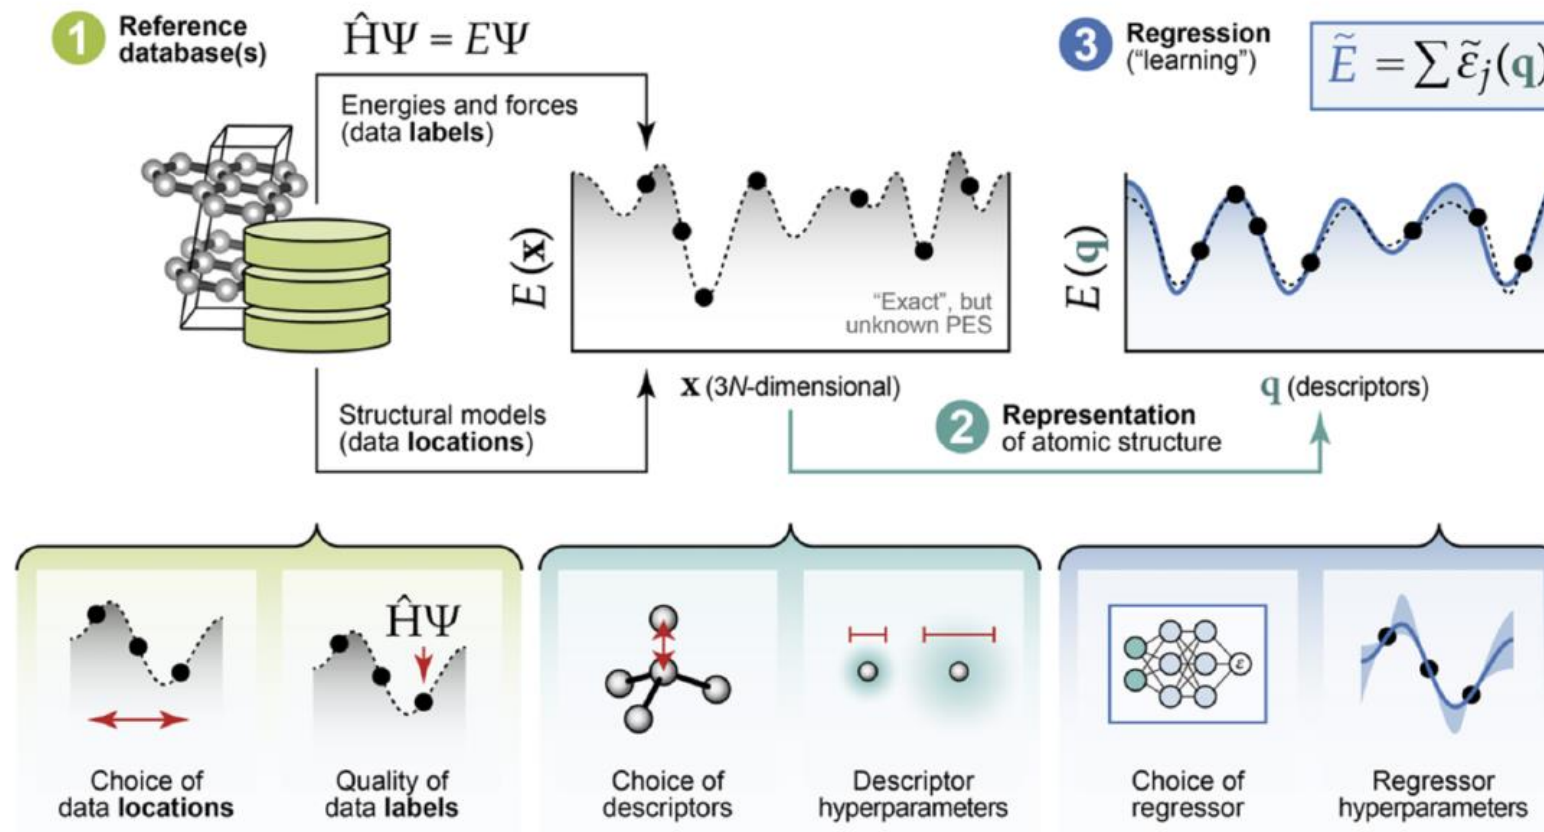 1 Reference
database(s)
ĤΨ = EΨ
Energies and forces
(data labels)
E (x)
"Exact", but
unknown PES
x (3N-dimensional)
Structural models
(data locations)
2 Representation
of atomic structure
3 Regression
("learning")
Ẽ = ∑ ε̃j(q)
E (q)
q (descriptors)
Choice of
data locations
ĤΨ
Quality of
data labels
Choice of
descriptors
Descriptor
hyperparameters
ε
Choice of
regressor
Regressor
hyperparameters